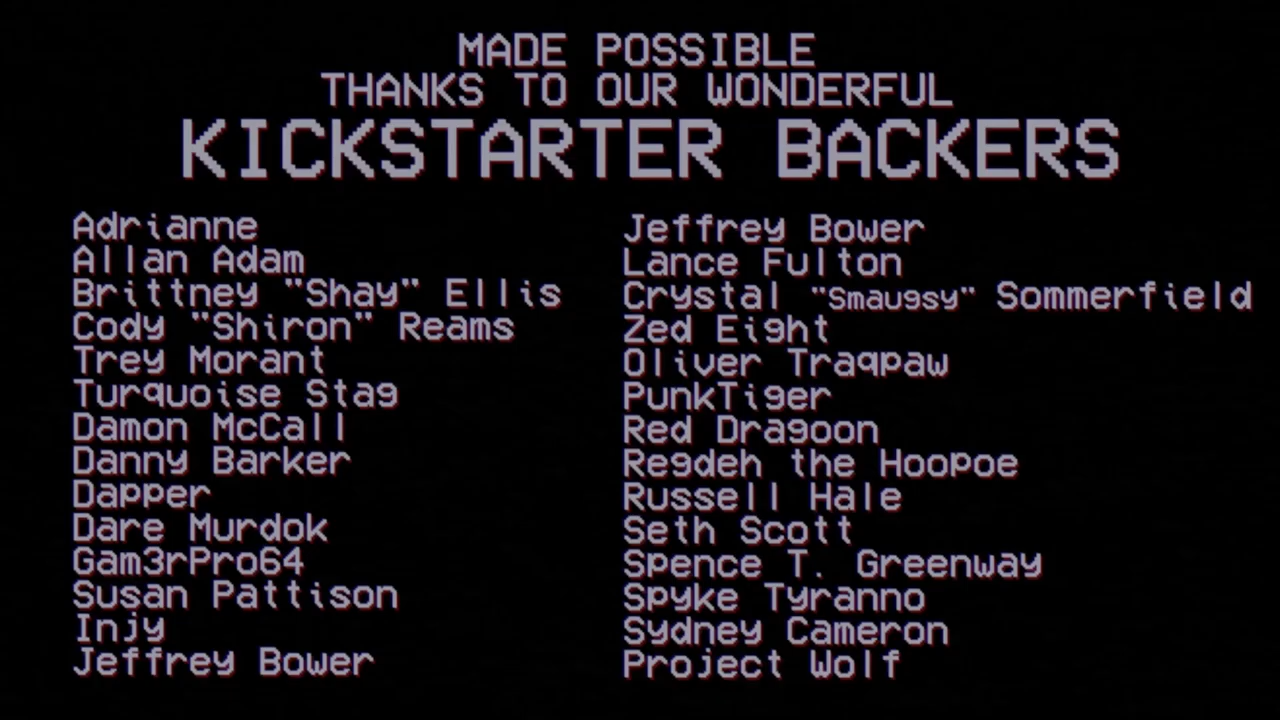 MADE POSSIBLE
THANKS TO OUR WONDERFUL
KICKSTARTER BACKERS
Adrianne
Allan Adam
Brittney "Shay" Ellis
Cody "Shiron" Reams
Trey Morant
Turquoise Stag
Damon McCall
Danny Barker
Dapper
Dare Murdok
Gam3rPro64
Susan Pattison
Injy
Jeffrey Bower
Jeffrey Bower
Lance Fulton
Crystal "Smaugsy" Sommerfield
Zed Eight
Oliver Traqpaw
PunkTiger
Red Dragoon
Regdeh the Hoopoe
Russell Hale
Seth Scott
Spence T. Greenway
Spyke Tyranno
Sydney Cameron
Project Wolf